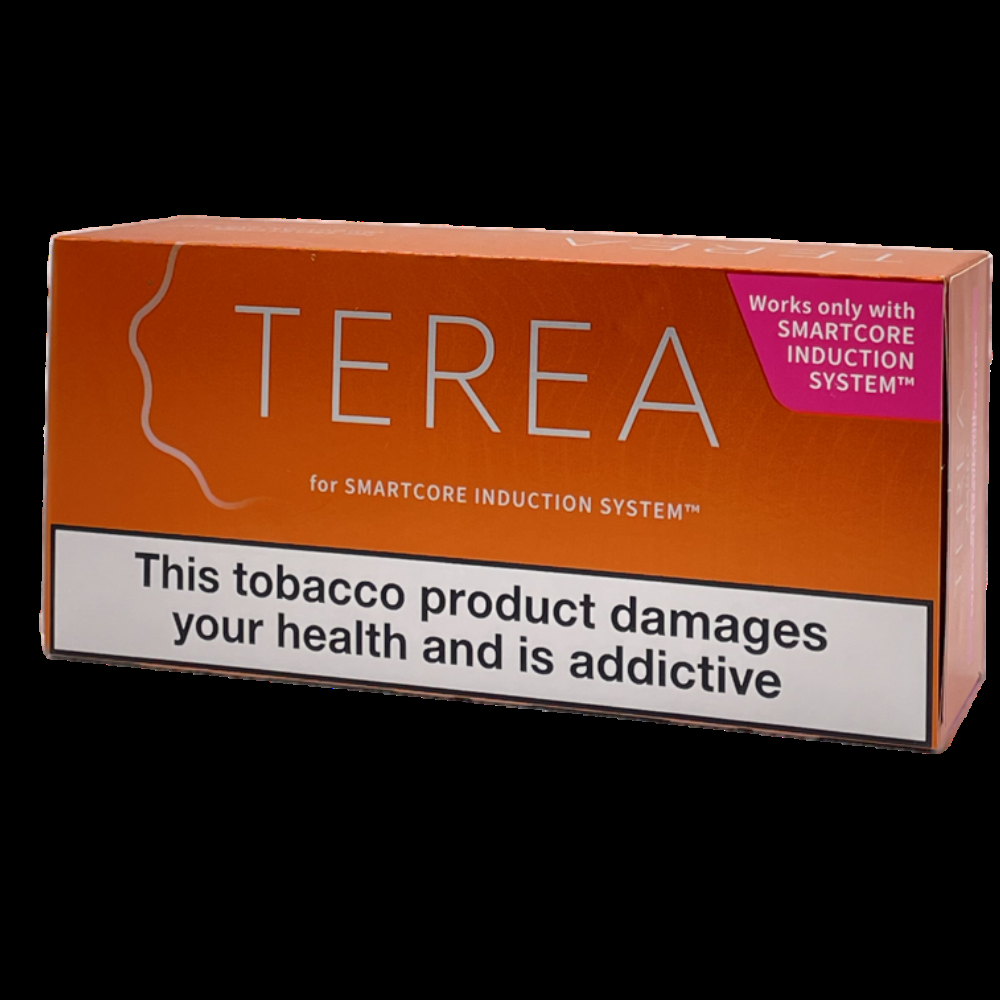 TEREA
TEREA
Works only with
SMARTCORE
INDUCTION
SYSTEM™
for SMARTCORE INDUCTION SYSTEM™
This tobacco product damages
your health and is addictive